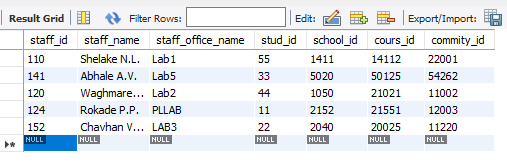 Result Grid Filter Rows: Edit: Export/Import:
staff_id staff_name staff_office_name stud_id school_id cours_id commity_id
110 Shelake N.L. Lab1 55 1411 14112 22001
141 Abhale A.V. Lab5 33 5020 50125 54262
120 Waghmare... Lab2 44 1050 21021 11002
124 Rokade P.P. PLLAB 11 2152 21551 12003
152 Chavhan V... LAB3 22 2040 20025 11220
NULL NULL NULL NULL NULL NULL NULL